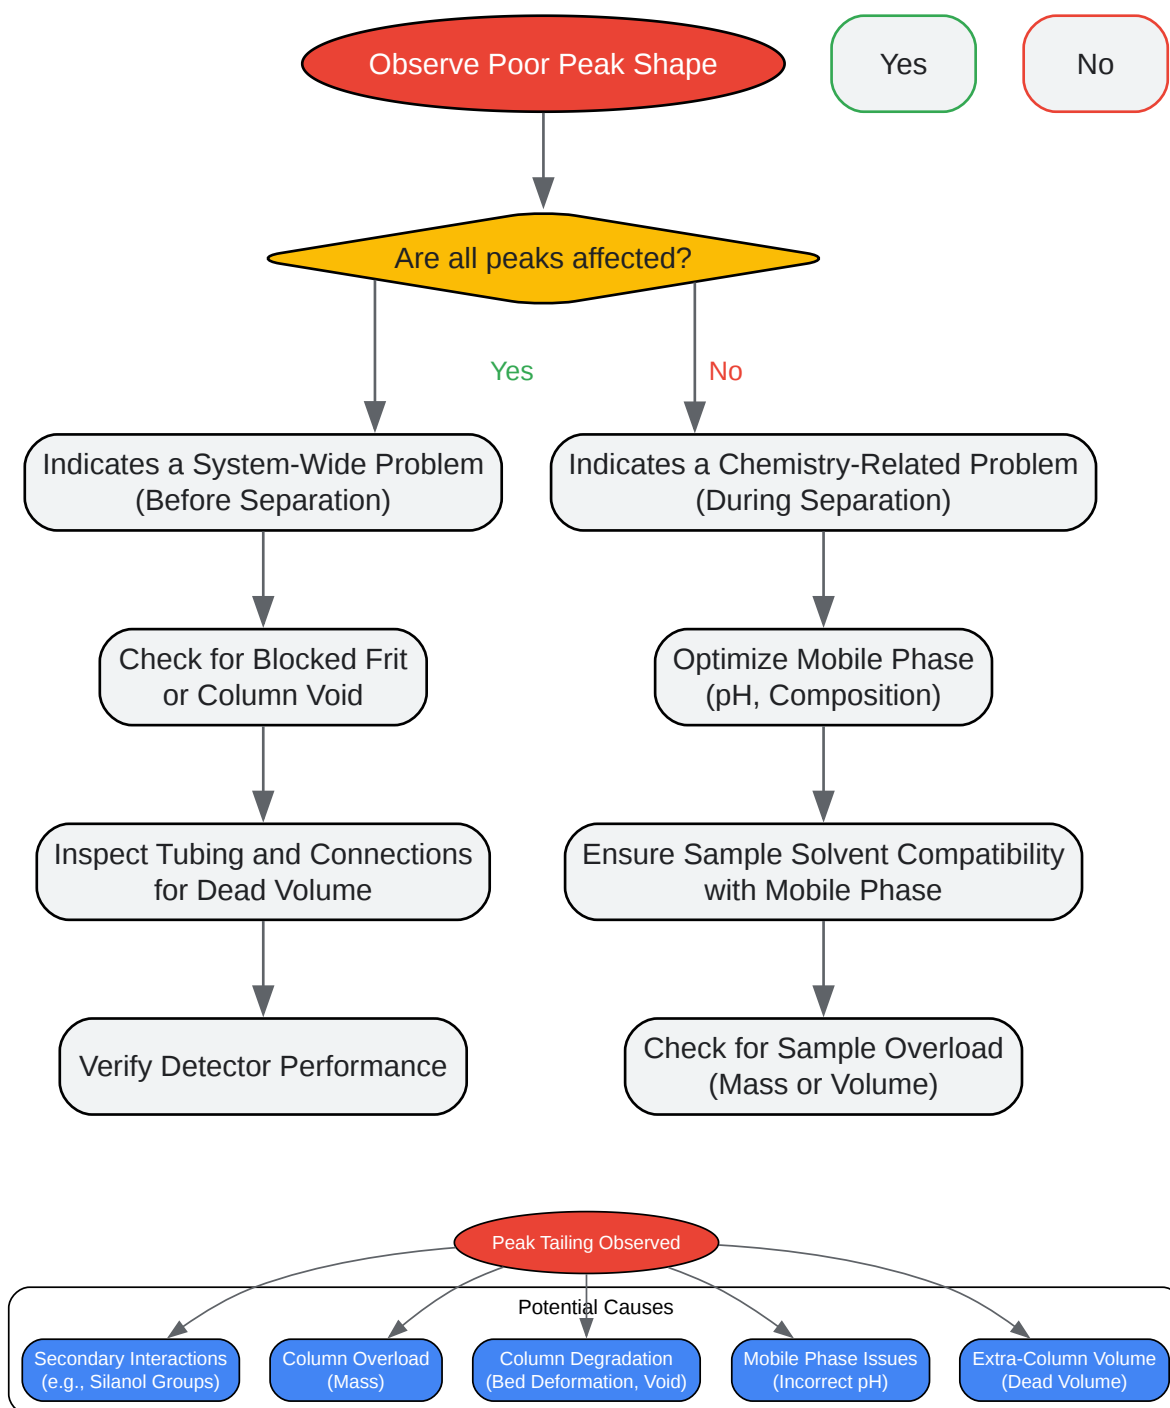 Observe Poor Peak Shape
Yes
No
Are all peaks affected?
Yes
No
Indicates a System-Wide Problem
(Before Separation)
Indicates a Chemistry-Related Problem
(During Separation)
Check for Blocked Frit
or Column Void
Optimize Mobile Phase
(pH, Composition)
Inspect Tubing and Connections
for Dead Volume
Ensure Sample Solvent Compatibility
with Mobile Phase
Verify Detector Performance
Check for Sample Overload
(Mass or Volume)
Peak Tailing Observed
Potential Causes
Secondary Interactions
(e.g., Silanol Groups)
Column Overload
(Mass)
Column Degradation
(Bed Deformation, Void)
Mobile Phase Issues
(Incorrect pH)
Extra-Column Volume
(Dead Volume)